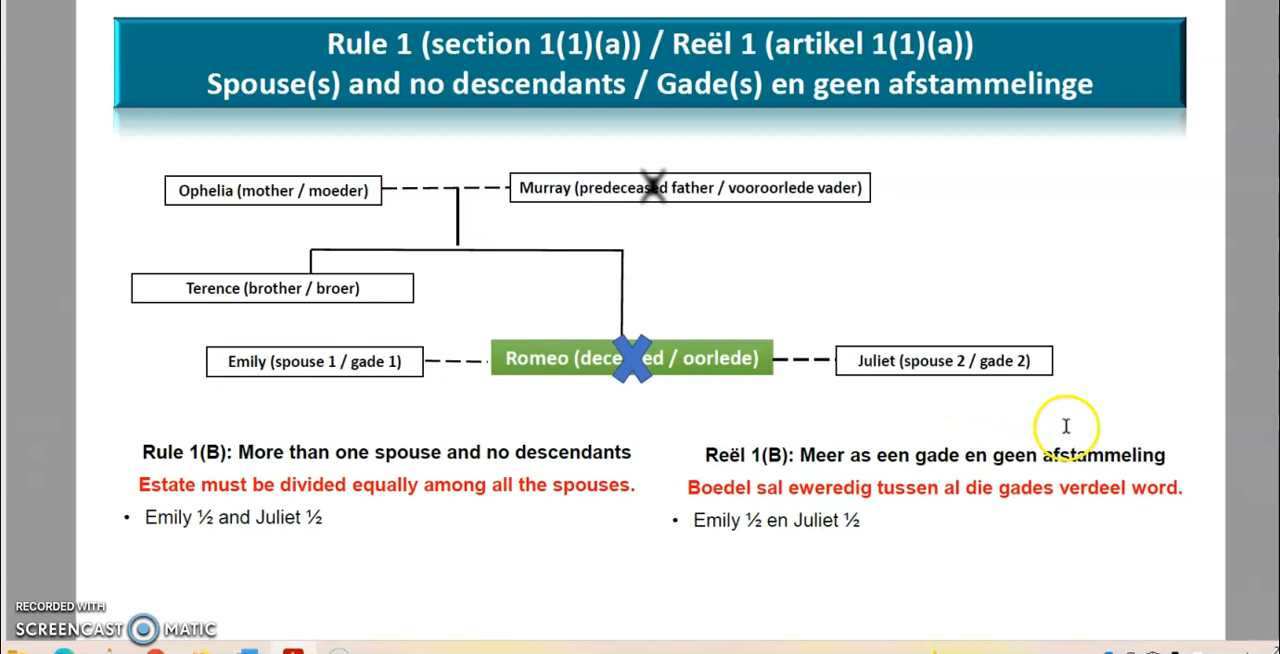 Rule 1 (section 1(1)(a)) / Reël 1 (artikel 1(1)(a))
Spouse(s) and no descendants / Gade(s) en geen afstammelinge
Ophelia (mother / moeder)
Murray (predeceased father / vooroorlede vader)
Terence (brother / broer)
Emily (spouse 1 / gade 1)
Romeo (deceased / oorlede)
Juliet (spouse 2 / gade 2)
Rule 1(B): More than one spouse and no descendants
Estate must be divided equally among all the spouses.
• Emily ½ and Juliet ½
Reël 1(B): Meer as een gade en geen afstammeling
Boedel sal eweredig tussen al die gades verdeel word.
• Emily ½ en Juliet ½
RECORDED WITH
SCREENCAST MATIC